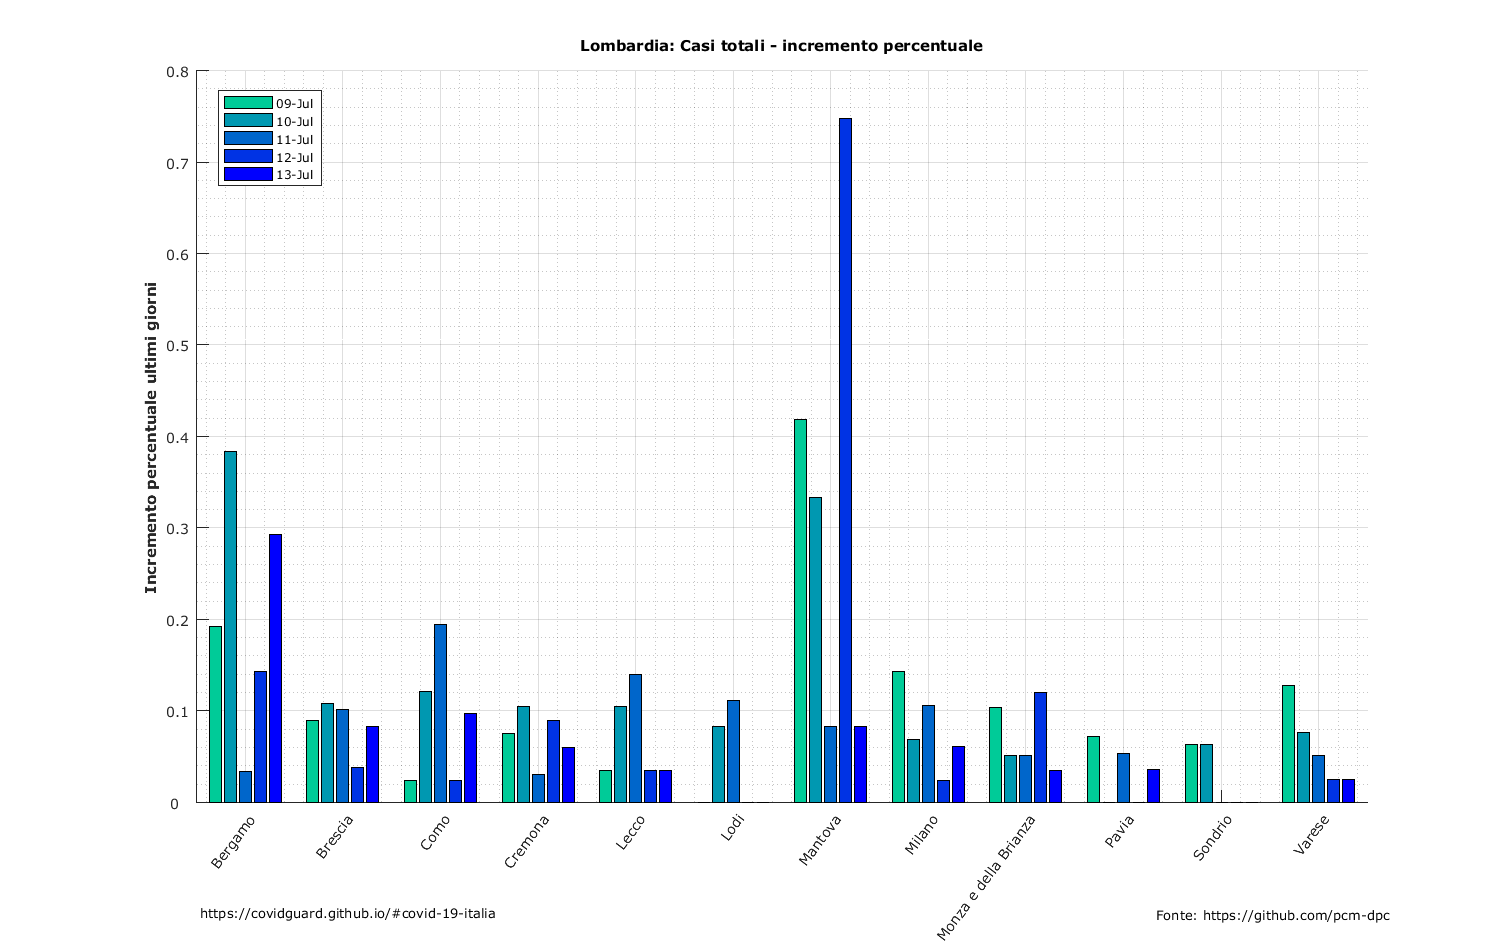 Lombardia: Casi totali - incremento percentuale
0.8
0.7
0.6
0.5
0.4
0.3
0.2
0.1
0
Incremento percentuale ultimi giorni
09-Jul
10-Jul
11-Jul
12-Jul
13-Jul
Bergamo
Brescia
Como
Cremona
Lecco
Lodi
Mantova
Milano
Monza e della Brianza
Pavia
Sondrio
Varese
https://covidguard.github.io/#covid-19-italia
Fonte: https://github.com/pcm-dpc